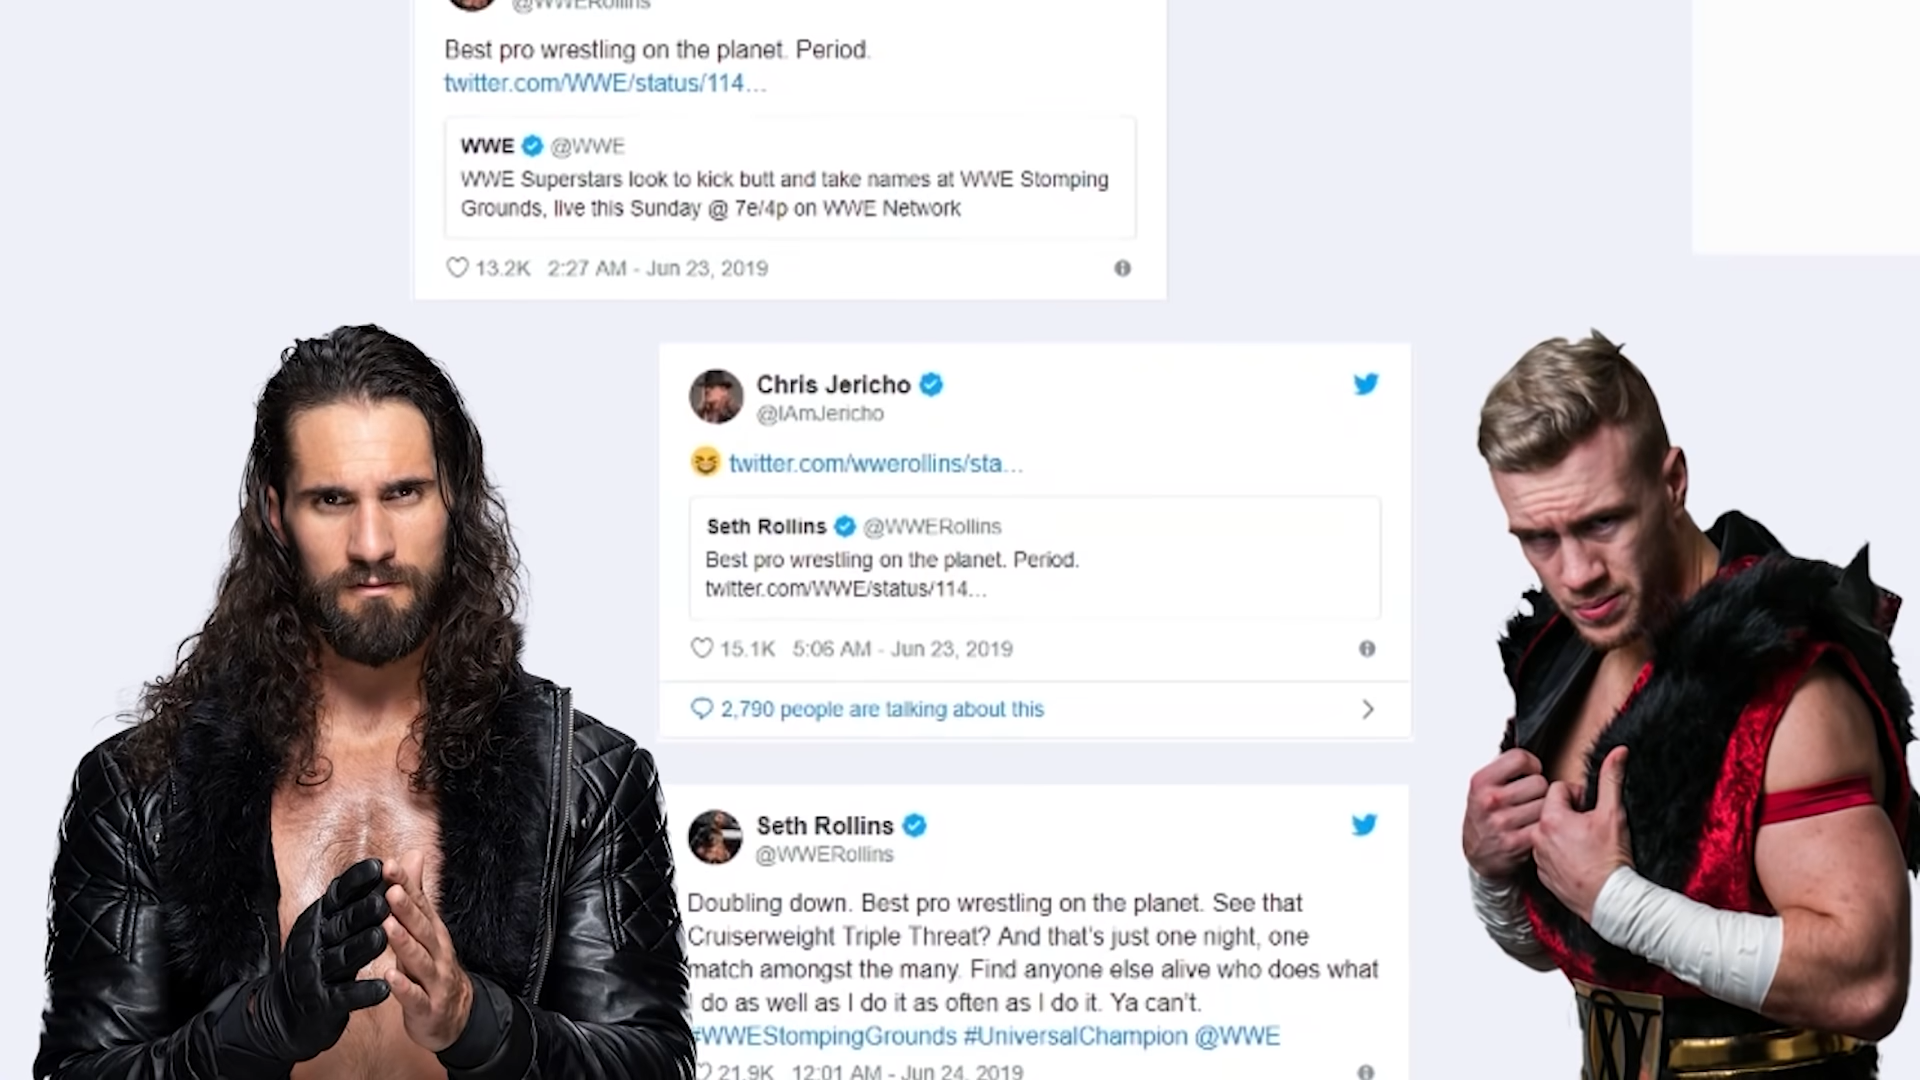 @WWERollins
Best pro wrestling on the planet. Period.
twitter.com/WWE/status/114…
WWE @WWE
WWE Superstars look to kick butt and take names at WWE Stomping
Grounds, live this Sunday @ 7e/4p on WWE Network
13.2K 2:27 AM - Jun 23, 2019
Chris Jericho
@IAmJericho
😆 twitter.com/wwerollins/sta…
Seth Rollins @WWERollins
Best pro wrestling on the planet. Period.
twitter.com/WWE/status/114…
15.1K 5:06 AM - Jun 23, 2019
2,790 people are talking about this
Seth Rollins
@WWERollins
Doubling down. Best pro wrestling on the planet. See that
Cruiserweight Triple Threat? And that's just one night, one
match amongst the many. Find anyone else alive who does what
I do as well as I do it as often as I do it. Ya can't.
#WWEStompingGrounds #UniversalChampion @WWE
21.9K 12:01 AM - Jun 24, 2019